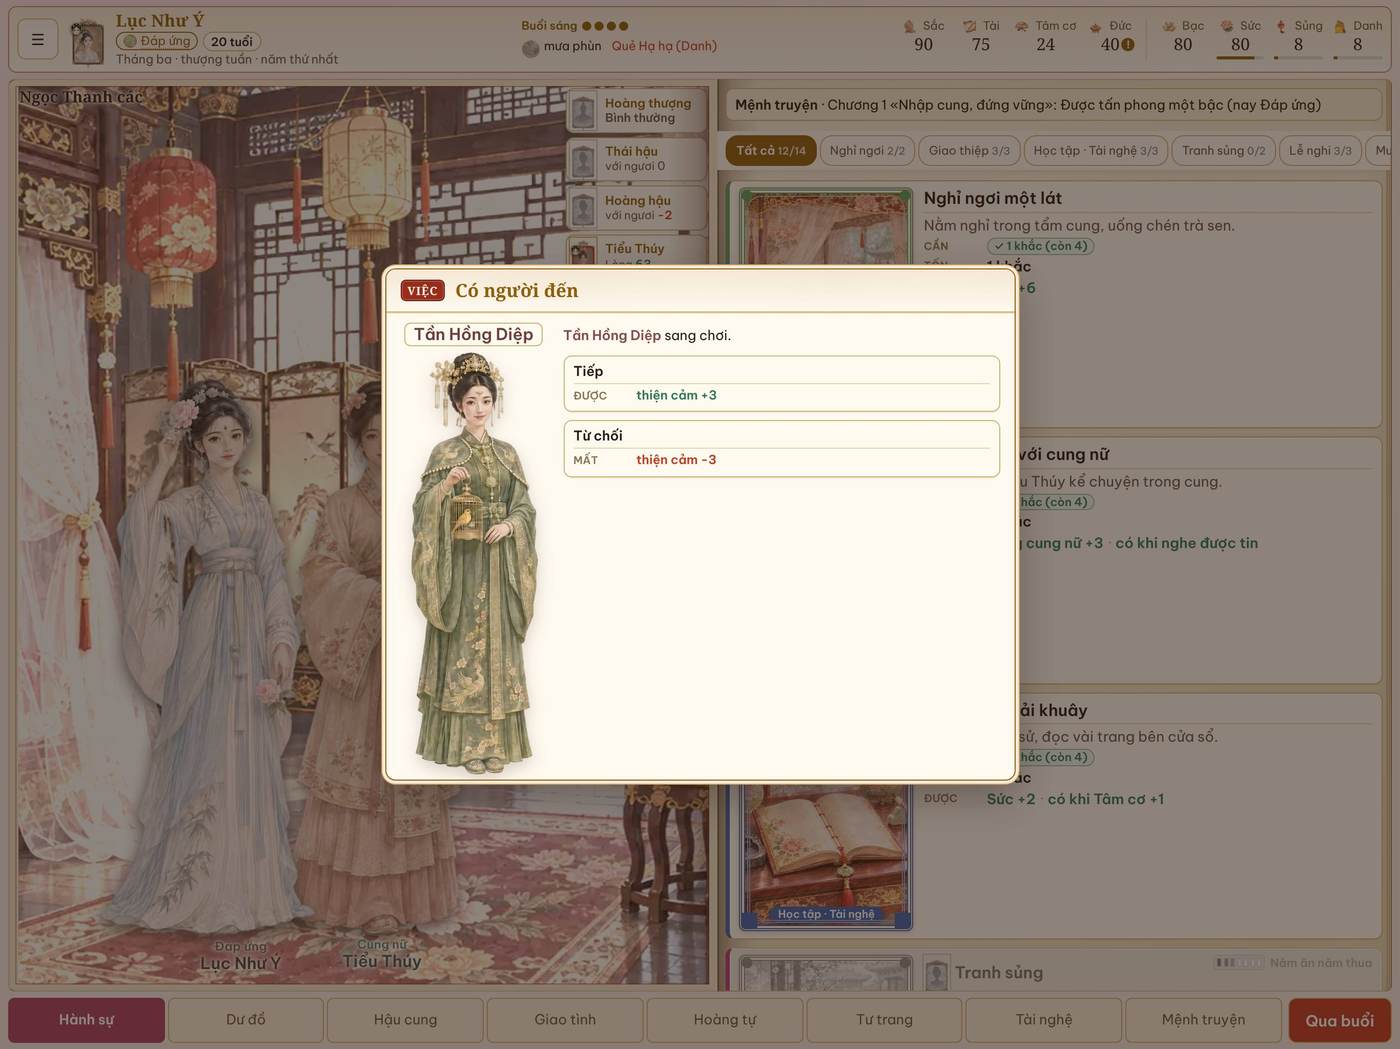 ☰
Lục Như Ý
Đáp ứng
20 tuổi
Tháng ba · thượng tuần · năm thứ nhất
Buổi sáng
mưa phùn
Quẻ Hạ hạ (Danh)
Sắc
90
Tài
75
Tâm cơ
24
Đức
40 !
Bạc
80
Sức
80
Sủng
8
Danh
8
Ngọc Thanh các
Hoàng thượng
Bình thường
Thái hậu
với ngươi 0
Hoàng hậu
với ngươi -2
Tiểu Thúy
Đáp ứng
Lục Như Ý
Cung nữ
Tiểu Thúy
Mệnh truyện · Chương 1 «Nhập cung, đứng vững»: Được tấn phong một bậc (nay Đáp ứng)
Tất cả 12/14
Nghỉ ngơi 2/2
Giao thiệp 3/3
Học tập · Tài nghệ 3/3
Tranh sủng 0/2
Lễ nghi 3/3
Mu
Nghỉ ngơi một lát
Nằm nghỉ trong tẩm cung, uống chén trà sen.
CẦN
✓ 1 khắc (còn 4)
+6
VIỆC
Có người đến
Tần Hồng Diệp
Tần Hồng Diệp sang chơi.
Tiếp
ĐƯỢC
thiện cảm +3
Từ chối
MẤT
thiện cảm -3
với cung nữ
Thúy kể chuyện trong cung.
khắc (còn 4)
cung nữ +3 · có khi nghe được tin
giải khuây
sử, đọc vài trang bên cửa sổ.
khắc (còn 4)
ĐƯỢC
Sức +2 · có khi Tâm cơ +1
Học tập · Tài nghệ
Tranh sủng
Năm ăn năm thua
Hành sự
Dư đồ
Hậu cung
Giao tình
Hoàng tự
Tư trang
Tài nghệ
Mệnh truyện
Qua buổi